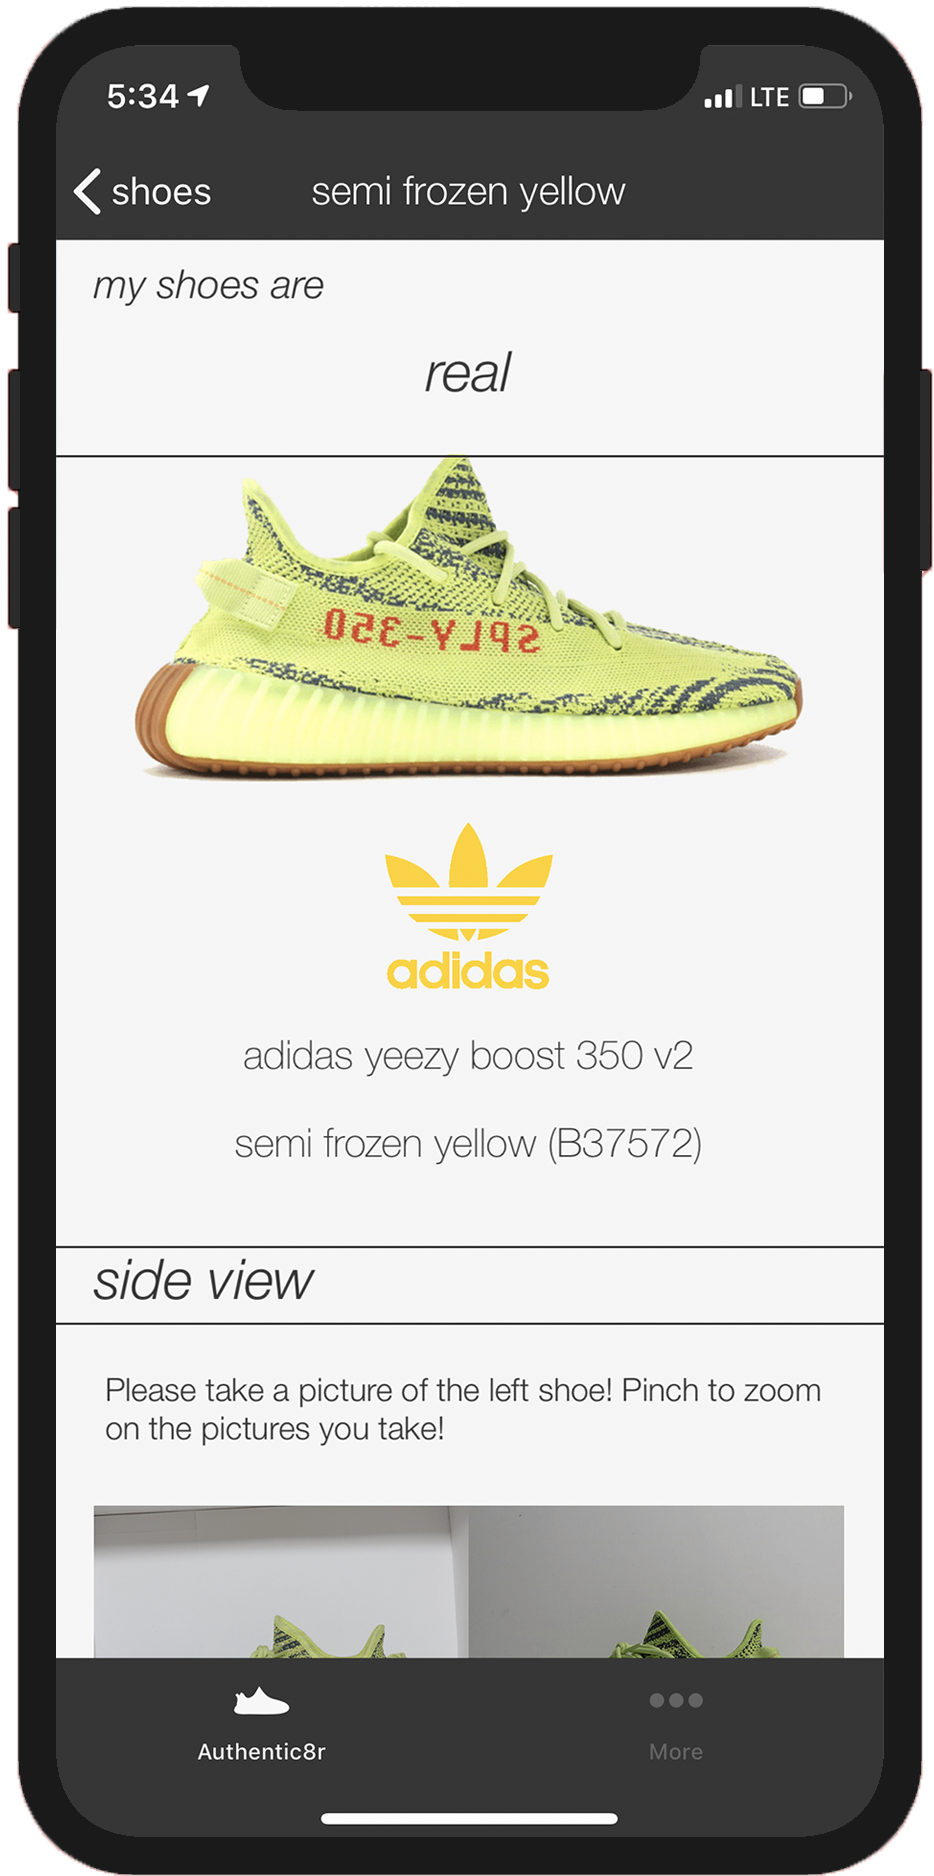 5:34 LTE
shoes semi frozen yellow
my shoes are
real
SPLY-350
adidas
adidas yeezy boost 350 v2
semi frozen yellow (B37572)
side view
Please take a picture of the left shoe! Pinch to zoom
on the pictures you take!
Authentic8r More